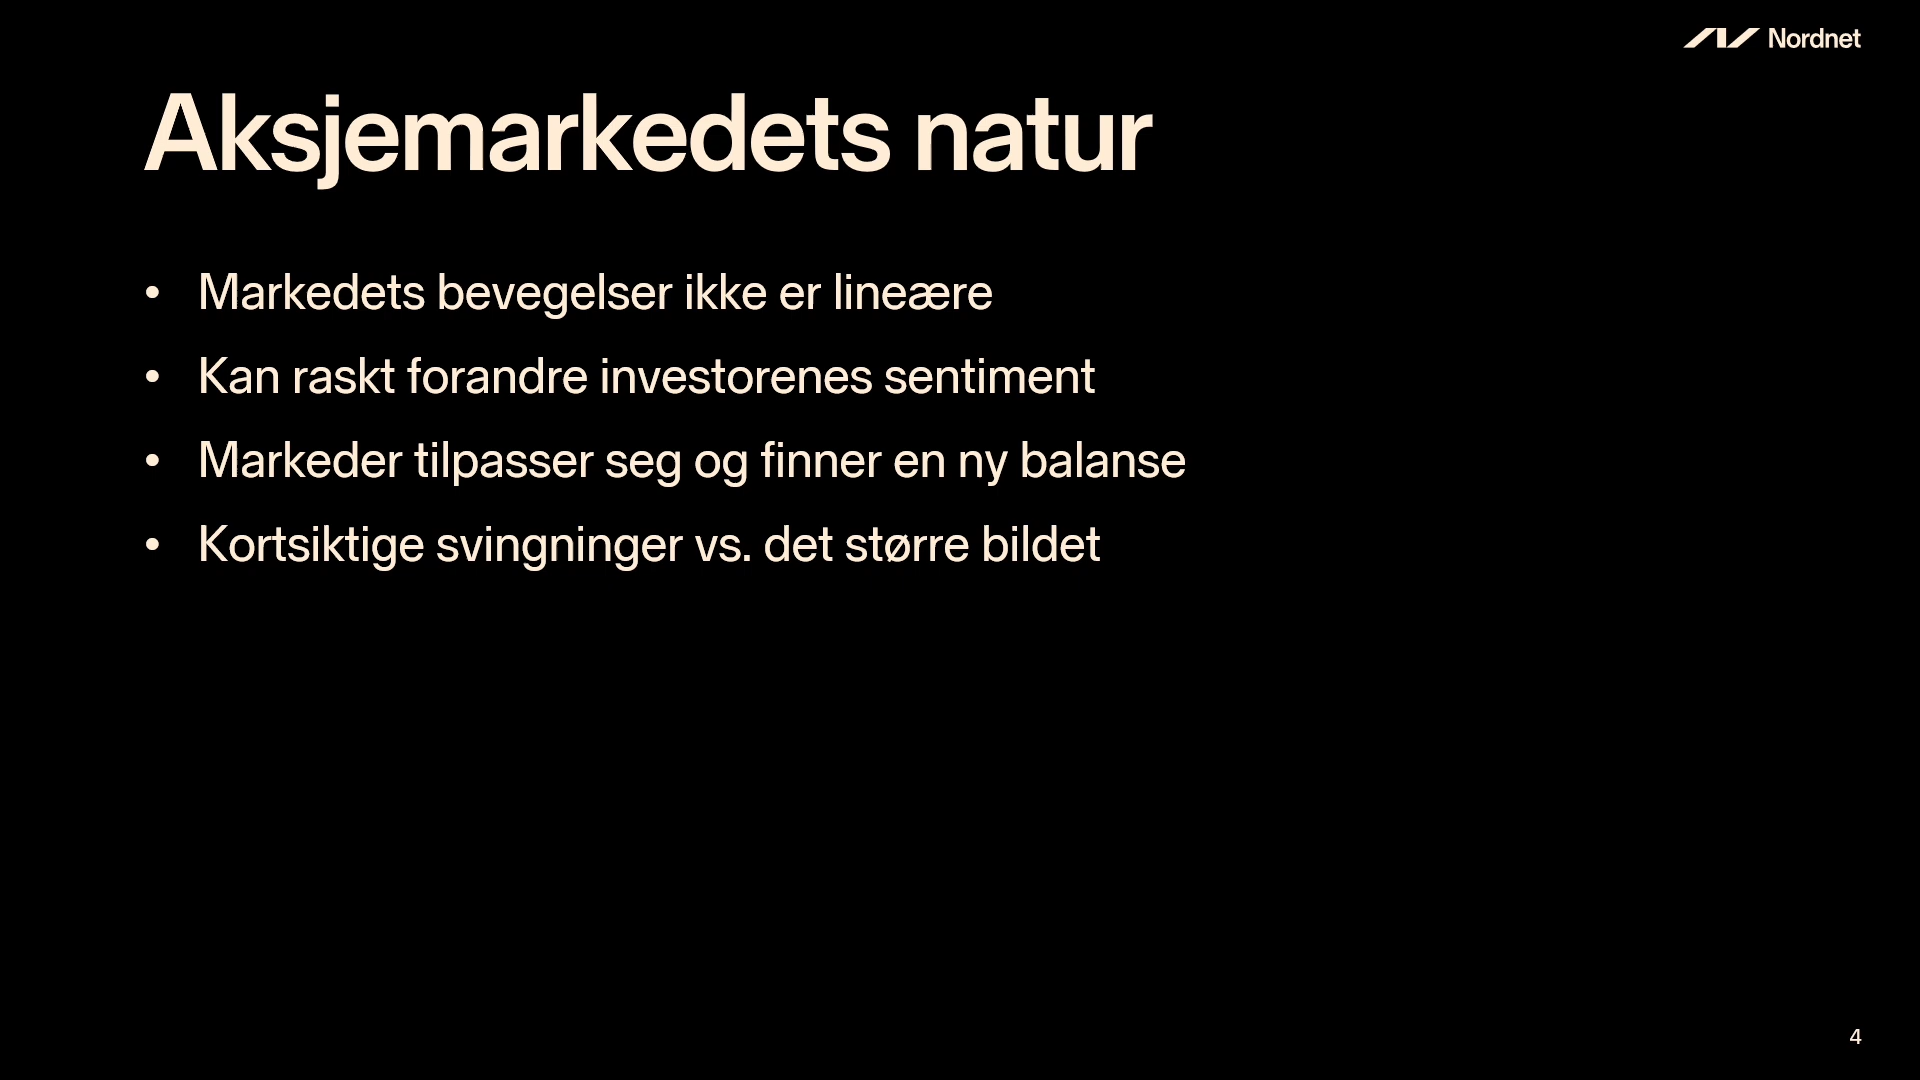 Nordnet
Aksjemarkedets natur
• Markedets bevegelser ikke er lineære
• Kan raskt forandre investorenes sentiment
• Markeder tilpasser seg og finner en ny balanse
• Kortsiktige svingninger vs. det større bildet
4